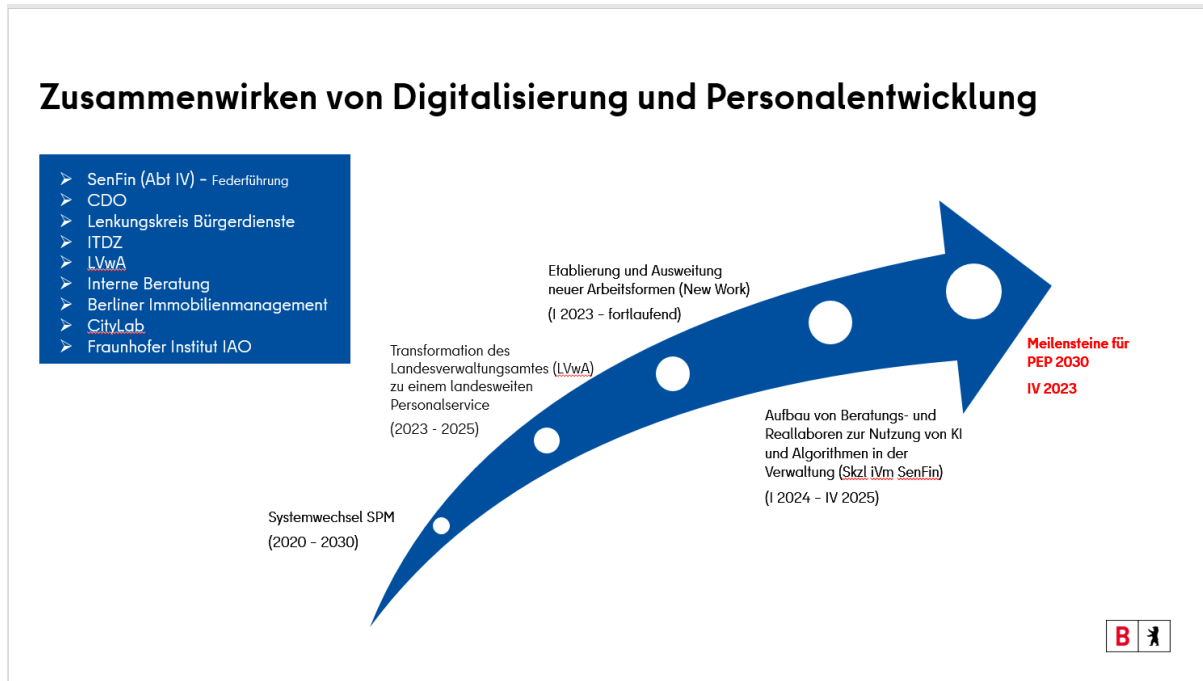 Zusammenwirken von Digitalisierung und Personalentwicklung
SenFin (Abt IV) – Federführung
CDO
Lenkungskreis Bürgerdienste
ITDZ
LVwA
Interne Beratung
Berliner Immobilienmanagement
CityLab
Fraunhofer Institut IAO
Etablierung und Ausweitung
neuer Arbeitsformen (New Work)
(I 2023 – fortlaufend)
Transformation des
Landesverwaltungsamtes (LVwA)
zu einem landesweiten
Personalservice
(2023 - 2025)
Systemwechsel SPM
(2020 – 2030)
Meilensteine für
PEP 2030
IV 2023
Aufbau von Beratungs- und
Reallaboren zur Nutzung von KI
und Algorithmen in der
Verwaltung (Skzl iVm SenFin)
(I 2024 – IV 2025)
B